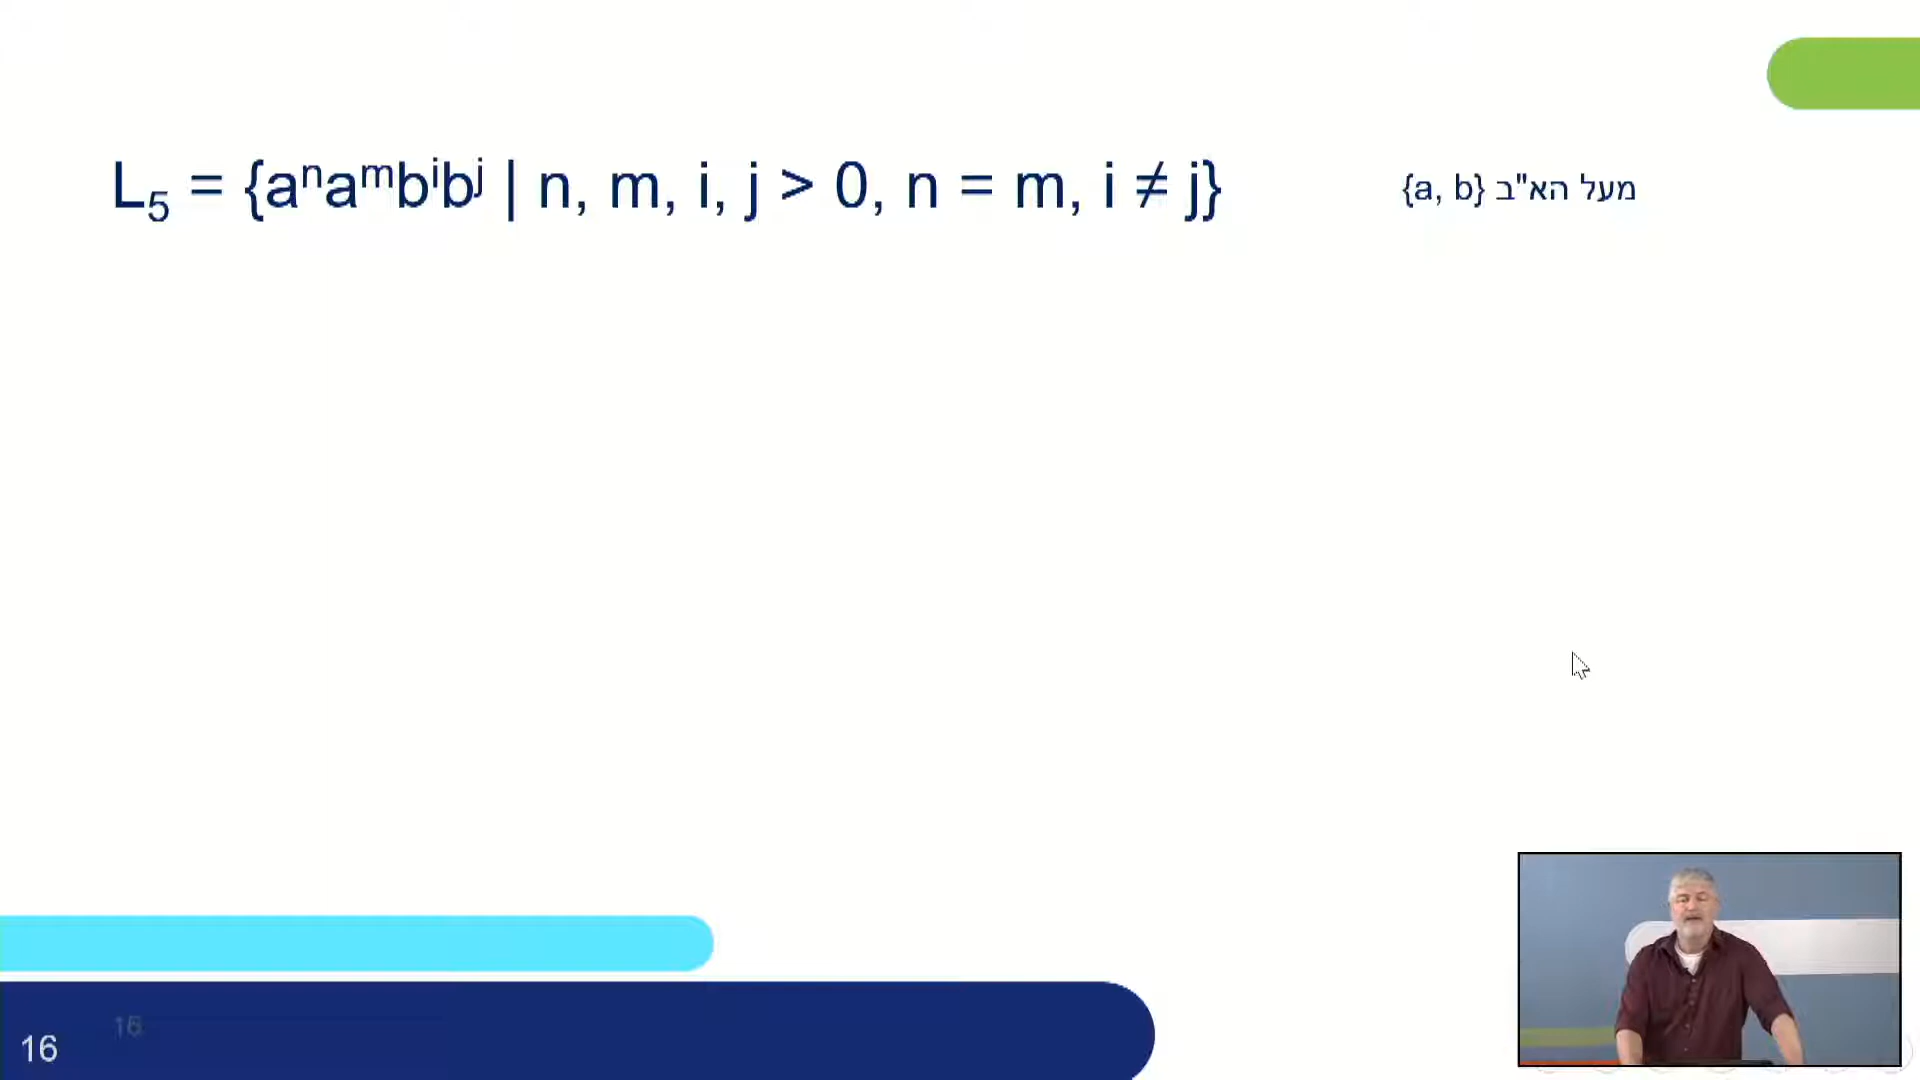 L₅ = {aⁿaᵐbⁱbʲ | n, m, i, j > 0, n = m, i ≠ j}
מעל הא"ב {a, b}
16
16